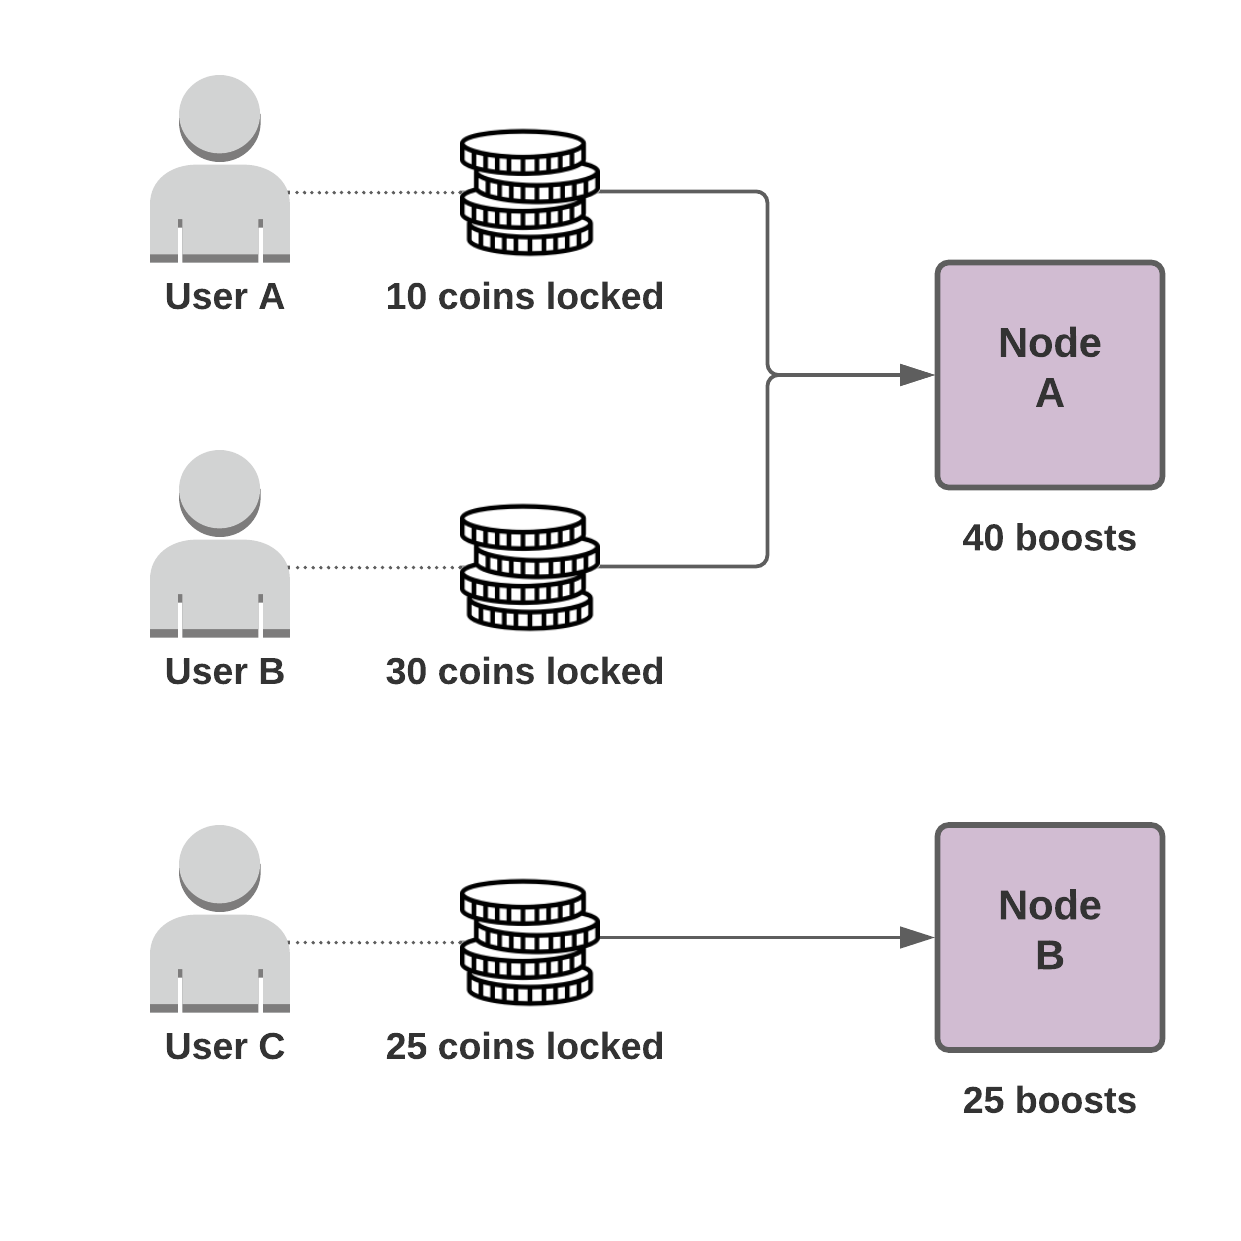 User A
10 coins locked
Node
A
40 boosts
User B
30 coins locked
User C
25 coins locked
Node
B
25 boosts